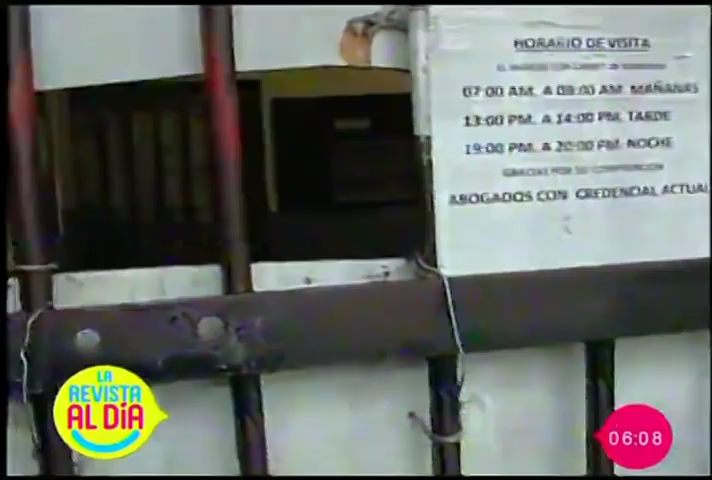 HORARIO DE VISITA
07:00 AM. A 08:00 AM. MAÑANAS
13:00 PM. A 14:00 PM. TARDE
19:00 PM. A 20:00 PM. NOCHE
GRACIAS POR SU COMPRENSION
ABOGADOS CON CREDENCIAL ACTUAL
LA
REVISTA
AL DÍA
06:08